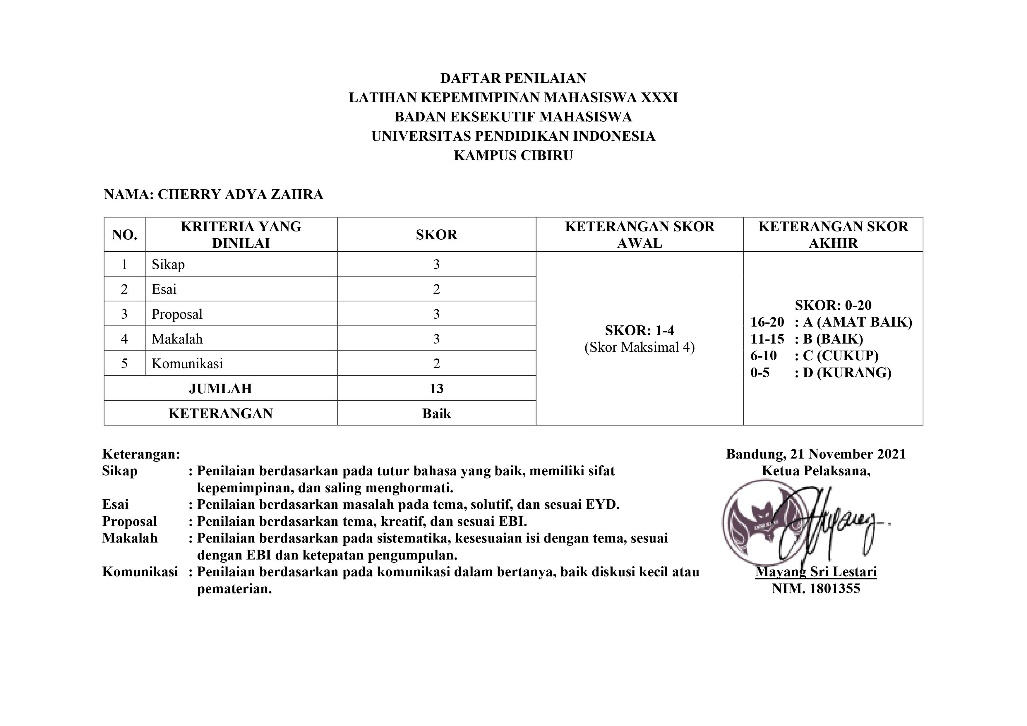 DAFTAR PENILAIAN
LATIHAN KEPEMIMPINAN MAHASISWA XXXI
BADAN EKSEKUTIF MAHASISWA
UNIVERSITAS PENDIDIKAN INDONESIA
KAMPUS CIBIRU
NAMA: CHERRY ADYA ZAHRA
NO. KRITERIA YANG DINILAI SKOR KETERANGAN SKOR AWAL KETERANGAN SKOR AKHIR
1 Sikap 3
2 Esai 2
3 Proposal 3
4 Makalah 3
5 Komunikasi 2
JUMLAH 13
KETERANGAN Baik
SKOR: 1-4
(Skor Maksimal 4)
SKOR: 0-20
16-20 : A (AMAT BAIK)
11-15 : B (BAIK)
6-10 : C (CUKUP)
0-5 : D (KURANG)
Keterangan:
Sikap : Penilaian berdasarkan pada tutur bahasa yang baik, memiliki sifat
kepemimpinan, dan saling menghormati.
Esai : Penilaian berdasarkan masalah pada tema, solutif, dan sesuai EYD.
Proposal : Penilaian berdasarkan tema, kreatif, dan sesuai EBI.
Makalah : Penilaian berdasarkan pada sistematika, kesesuaian isi dengan tema, sesuai
dengan EBI dan ketepatan pengumpulan.
Komunikasi : Penilaian berdasarkan pada komunikasi dalam bertanya, baik diskusi kecil atau
pematerian.
Bandung, 21 November 2021
Ketua Pelaksana,
Mayang Sri Lestari
NIM. 1801355